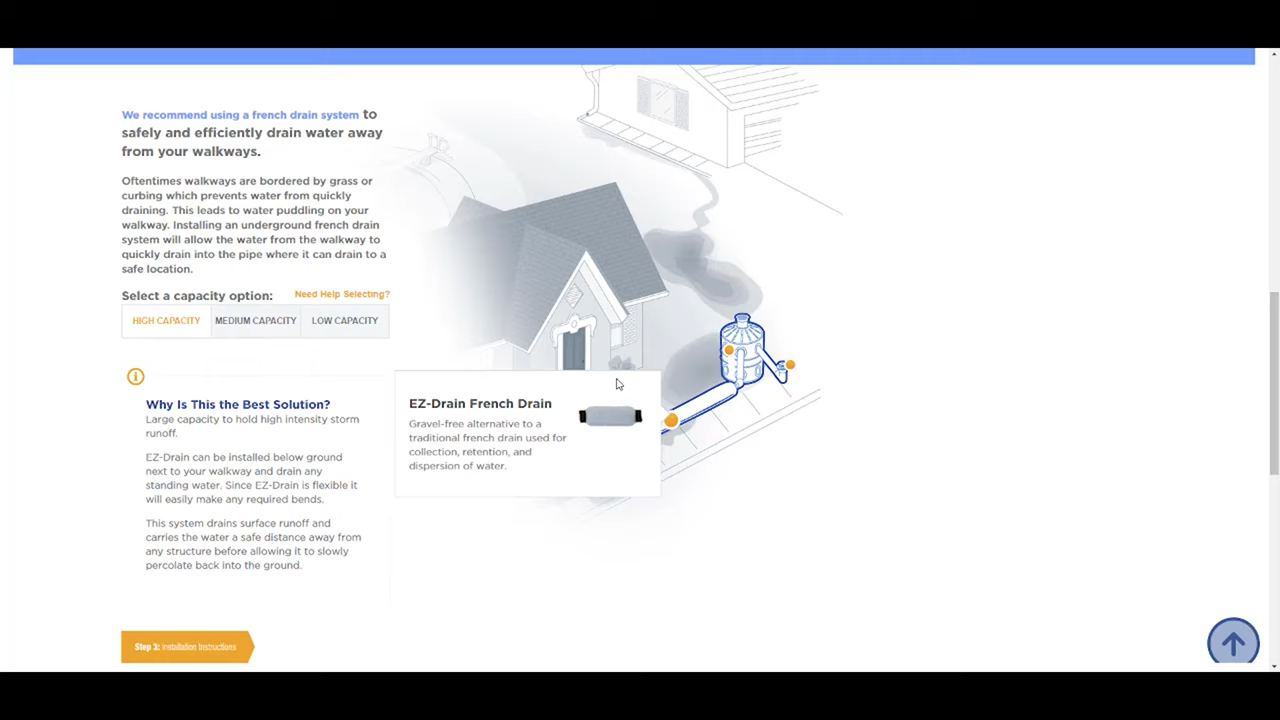 We recommend using a french drain system to
safely and efficiently drain water away
from your walkways.
Oftentimes walkways are bordered by grass or
curbing which prevents water from quickly
draining. This leads to water puddling on your
walkway. Installing an underground french drain
system will allow the water from the walkway to
quickly drain into the pipe where it can drain to a
safe location.
Select a capacity option: Need Help Selecting?
HIGH CAPACITY MEDIUM CAPACITY LOW CAPACITY
Why Is This the Best Solution?
Large capacity to hold high intensity storm
runoff.
EZ-Drain can be installed below ground
next to your walkway and drain any
standing water. Since EZ-Drain is flexible it
will easily make any required bends.
This system drains surface runoff and
carries the water a safe distance away from
any structure before allowing it to slowly
percolate back into the ground.
EZ-Drain French Drain
Gravel-free alternative to a
traditional french drain used for
collection, retention, and
dispersion of water.
Step 3: Installation Instructions